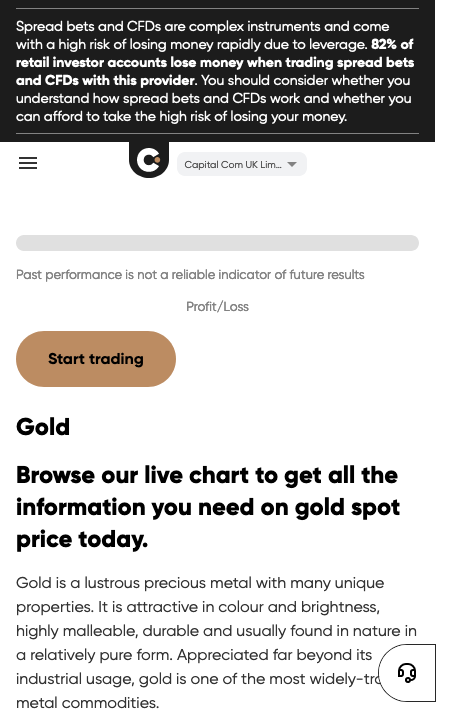 Spread bets and CFDs are complex instruments and come
with a high risk of losing money rapidly due to leverage. 82% of
retail investor accounts lose money when trading spread bets
and CFDs with this provider. You should consider whether you
understand how spread bets and CFDs work and whether you
can afford to take the high risk of losing your money.
Capital Com UK Lim...
Past performance is not a reliable indicator of future results
Profit/Loss
Start trading
Gold
Browse our live chart to get all the
information you need on gold spot
price today.
Gold is a lustrous precious metal with many unique
properties. It is attractive in colour and brightness,
highly malleable, durable and usually found in nature in
a relatively pure form. Appreciated far beyond its
industrial usage, gold is one of the most widely-tra
metal commodities.